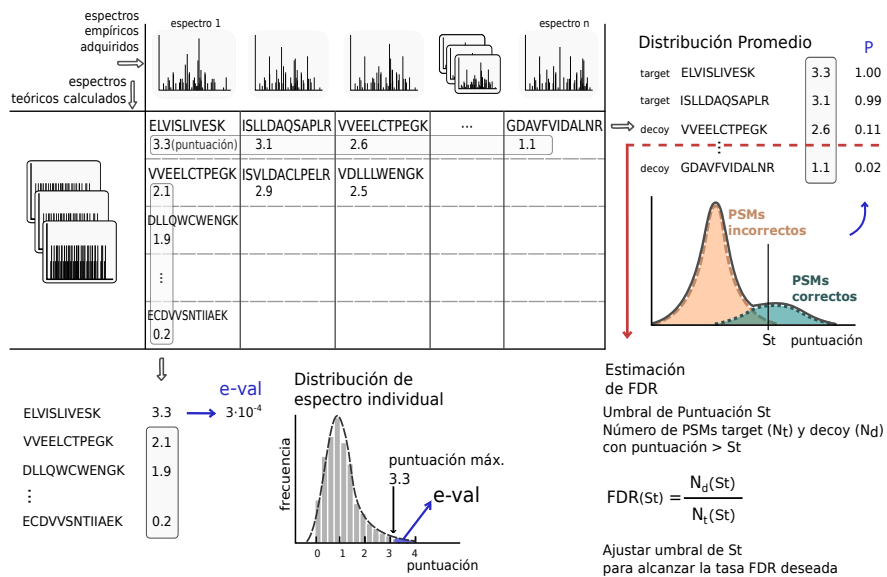 espectros
empíricos
adquiridos
espectro 1
espectro n
espectros
teóricos calculados
ELVISLIVESK ISLLDAQSAPLR VVEELCTPEGK ... GDAVFVIDALNR
3.3(puntuación) 3.1 2.6 1.1
VVEELCTPEGK ISVLDACLPELR VDLLLWENGK
2.1 2.9 2.5
DLLQWCWENGK
1.9
⋮
ECDVVSNTIIAEK
0.2
Distribución Promedio
P
target ELVISLIVESK 3.3 1.00
target ISLLDAQSAPLR 3.1 0.99
decoy VVEELCTPEGK 2.6 0.11
⋮
decoy GDAVFVIDALNR 1.1 0.02
PSMs
incorrectos
PSMs
correctos
St puntuación
e-val
ELVISLIVESK 3.3 3·10⁻⁴
VVEELCTPEGK 2.1
DLLQWCWENGK 1.9
⋮
ECDVVSNTIIAEK 0.2
Distribución de
espectro individual
frecuencia
puntuación máx.
3.3
e-val
0 1 2 3 4
puntuación
Estimación
de FDR
Umbral de Puntuación St
Número de PSMs target (Nt) y decoy (Nd)
con puntuación > St
FDR(St) = Nd(St)
Nt(St)
Ajustar umbral de St
para alcanzar la tasa FDR deseada